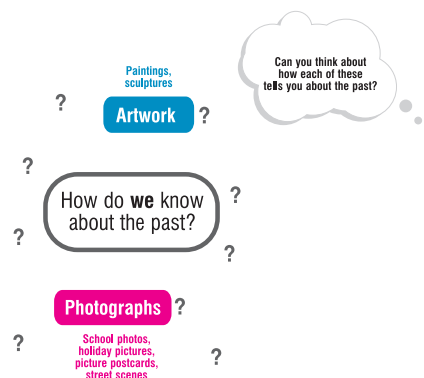 Can you think about
how each of these
tells you about the past?
Paintings,
sculptures
?
Artwork ?
?
How do we know
about the past?
?
?
?
Photographs ?
School photos,
holiday pictures,
picture postcards,
street scenes
?
?